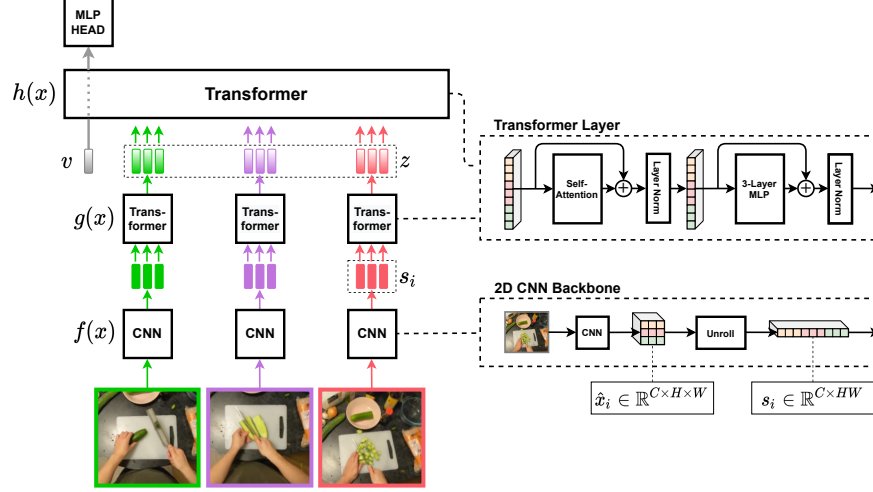 MLP
HEAD
h(x)
Transformer
v
z
g(x)
Trans-
former
Trans-
former
Trans-
former
s_i
f(x)
CNN
CNN
CNN
Transformer Layer
Self-
Attention
Layer Norm
3-Layer
MLP
Layer Norm
2D CNN Backbone
CNN
Unroll
x̂_i ∈ ℝ^{C×H×W}
s_i ∈ ℝ^{C×HW}